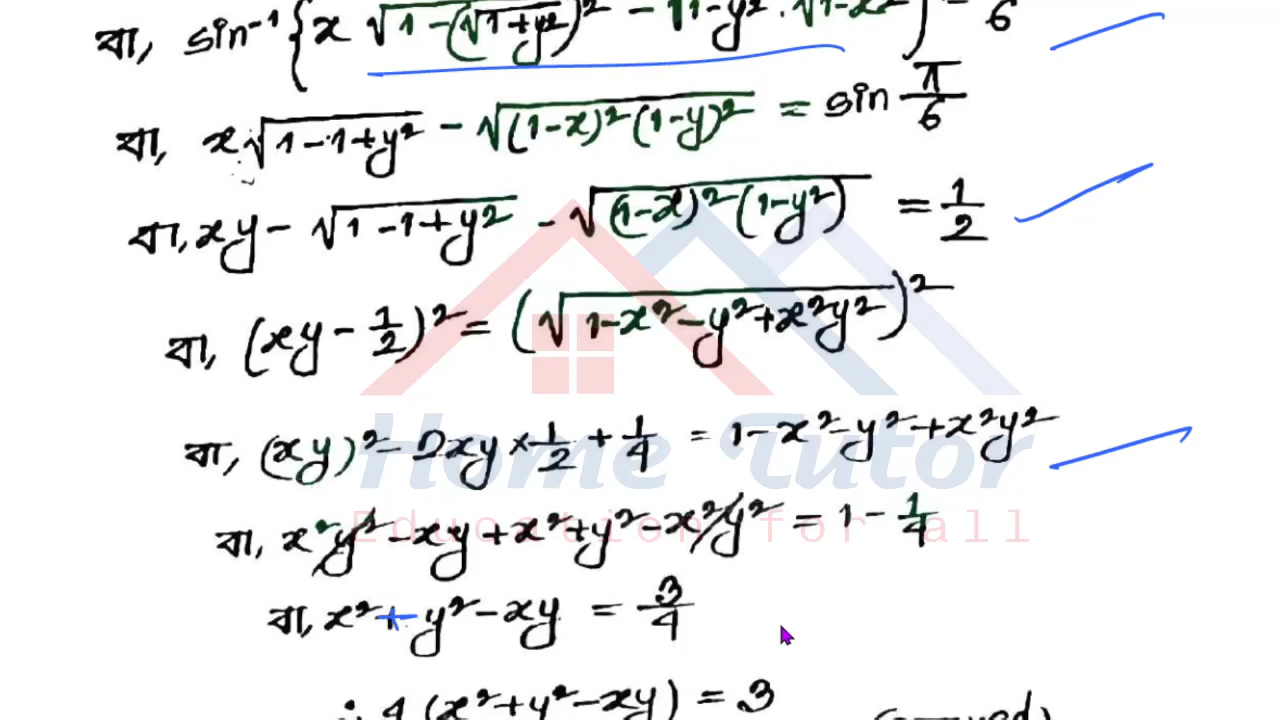 বা, sin⁻¹{x √(1-(√1+y²)² - √1-y² · √1-x²} = π/6
বা, x√(1-1+y²) - √((1-x)²(1-y)²) = sin π/6
বা, xy - √(1-1+y²) - √((1-x)²(1-y²)) = 1/2
বা, (xy - 1/2)² = (√(1-x²-y²+x²y²))²
বা, (xy)² - 2xy × 1/2 + 1/4 = 1-x²-y²+x²y²
Home Tutor
বা, x²y² - xy + x² + y² - x²y² = 1 - 1/4
Education for all
বা, x² + y² - xy = 3/4
∴ 4(x²+y²-xy) = 3